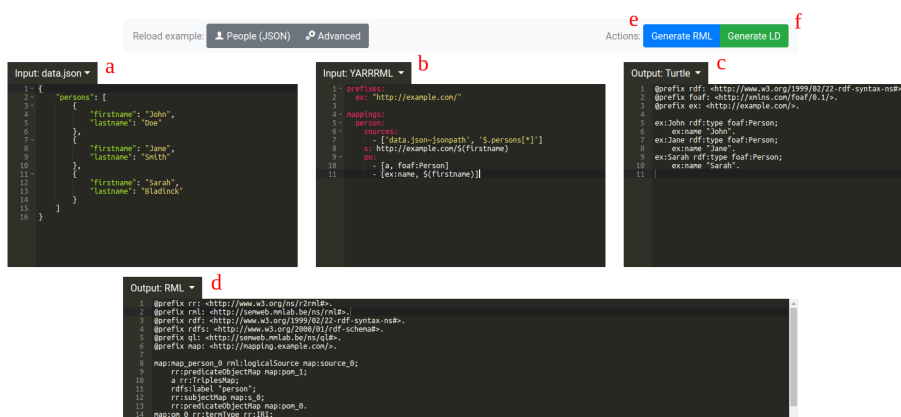 e
f
Reload example: People (JSON) Advanced
Actions: Generate RML Generate LD
Input: data.json
a
1 {
2 "persons": [
3 {
4 "firstname": "John",
5 "lastname": "Doe"
6 },
7 {
8 "firstname": "Jane",
9 "lastname": "Smith"
10 },
11 {
12 "firstname": "Sarah",
13 "lastname": "Bladinck"
14 }
15 ]
16 }
Input: YARRRML
b
1 prefixes:
2 ex: "http://example.com/"
3
4 mappings:
5 person:
6 sources:
7 - ['data.json~jsonpath', '$.persons[*]']
8 s: http://example.com/$(firstname)
9 po:
10 - [a, foaf:Person]
11 - [ex:name, $(firstname)]
Output: Turtle
c
1 @prefix rdf: <http://www.w3.org/1999/02/22-rdf-syntax-ns#>
2 @prefix foaf: <http://xmlns.com/foaf/0.1/>.
3 @prefix ex: <http://example.com/>.
4
5 ex:John rdf:type foaf:Person;
6 ex:name "John".
7 ex:Jane rdf:type foaf:Person;
8 ex:name "Jane".
9 ex:Sarah rdf:type foaf:Person;
10 ex:name "Sarah".
11
Output: RML
d
1 @prefix rr: <http://www.w3.org/ns/r2rml#>.
2 @prefix rml: <http://semweb.mmlab.be/ns/rml#>.
3 @prefix rdf: <http://www.w3.org/1999/02/22-rdf-syntax-ns#>.
4 @prefix rdfs: <http://www.w3.org/2000/01/rdf-schema#>.
5 @prefix ql: <http://semweb.mmlab.be/ns/ql#>.
6 @prefix map: <http://mapping.example.com/>.
7
8 map:map_person_0 rml:logicalSource map:source_0;
9 rr:predicateObjectMap map:pom_1;
10 a rr:TriplesMap;
11 rdfs:label "person";
12 rr:subjectMap map:s_0;
13 rr:predicateObjectMap map:pom_0.
14 map:om_0 rr:termType rr:IRI;